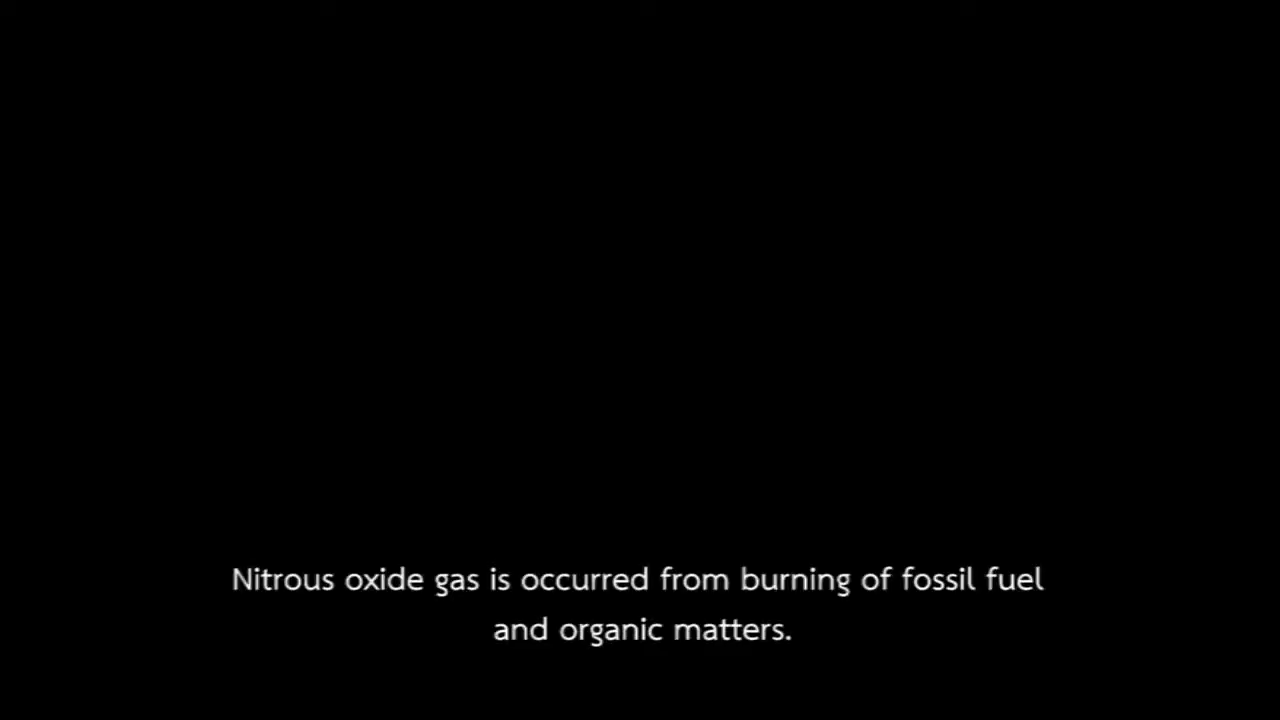 Nitrous oxide gas is occurred from burning of fossil fuel
and organic matters.